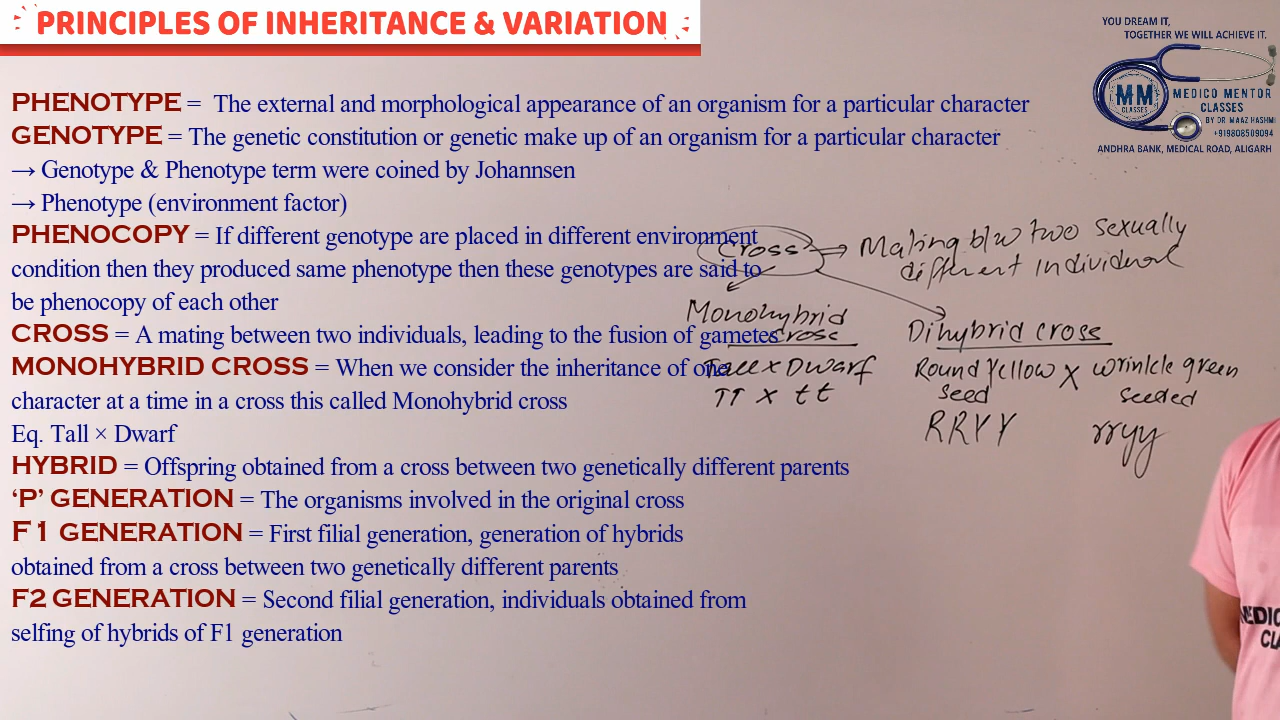 PRINCIPLES OF INHERITANCE & VARIATION
YOU DREAM IT,
TOGETHER WE WILL ACHIEVE IT.
MM
CLASSES
MEDICO MENTOR
CLASSES
BY DR MAAZ HASHMI
+919808509094
ANDHRA BANK, MEDICAL ROAD, ALIGARH
PHENOTYPE = The external and morphological appearance of an organism for a particular character
GENOTYPE = The genetic constitution or genetic make up of an organism for a particular character
→ Genotype & Phenotype term were coined by Johannsen
→ Phenotype (environment factor)
PHENOCOPY = If different genotype are placed in different environment
condition then they produced same phenotype then these genotypes are said to
be phenocopy of each other
CROSS = A mating between two individuals, leading to the fusion of gametes
MONOHYBRID CROSS = When we consider the inheritance of one
character at a time in a cross this called Monohybrid cross
Eq. Tall × Dwarf
HYBRID = Offspring obtained from a cross between two genetically different parents
‘P’ GENERATION = The organisms involved in the original cross
F1 GENERATION = First filial generation, generation of hybrids
obtained from a cross between two genetically different parents
F2 GENERATION = Second filial generation, individuals obtained from
selfing of hybrids of F1 generation
Cross → Mating b/w two sexually
different Individual
Monohybrid
cross
Tall × Dwarf
TT × tt
Dihybrid cross
Round Yellow × wrinkle green
seed seeded
RRYY rryy
MEDICO
CLA